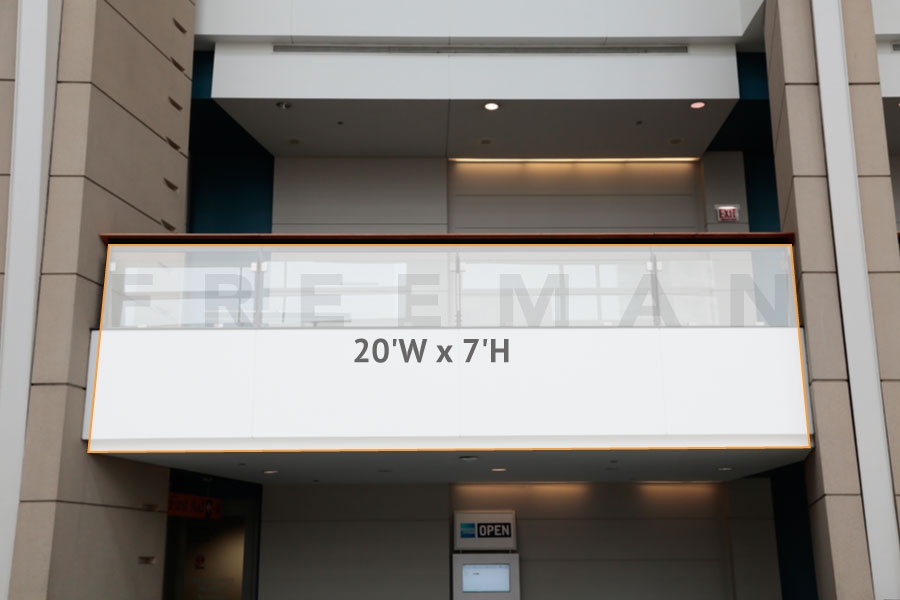 EXIT
FREEMAN
20'W x 7'H
OPEN